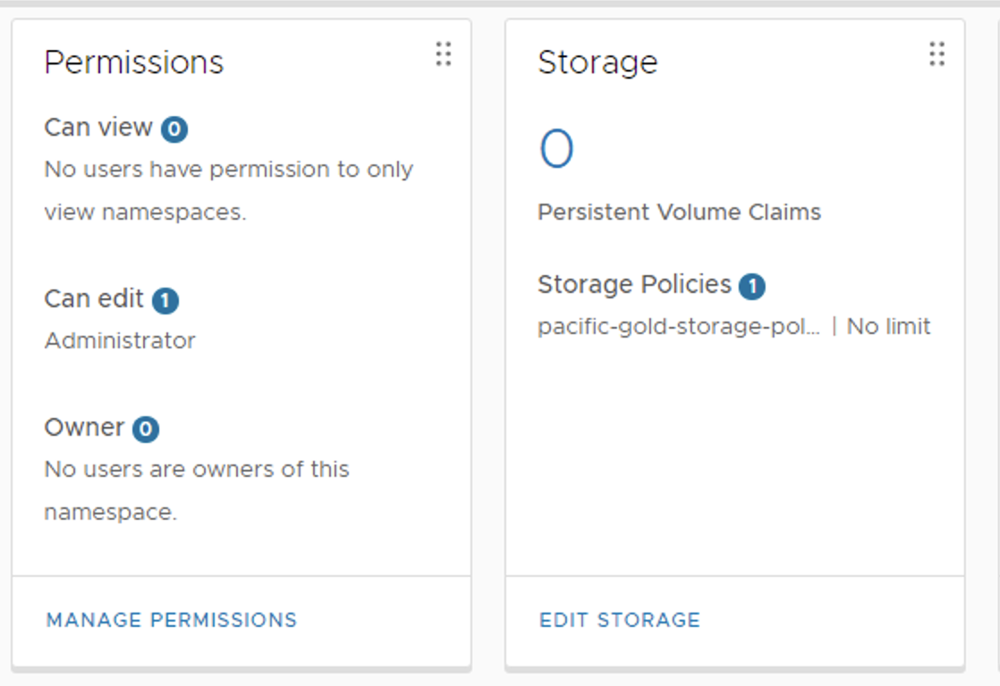 Permissions
Can view 0
No users have permission to only
view namespaces.
Can edit 1
Administrator
Owner 0
No users are owners of this
namespace.
MANAGE PERMISSIONS
Storage
0
Persistent Volume Claims
Storage Policies 1
pacific-gold-storage-pol... | No limit
EDIT STORAGE